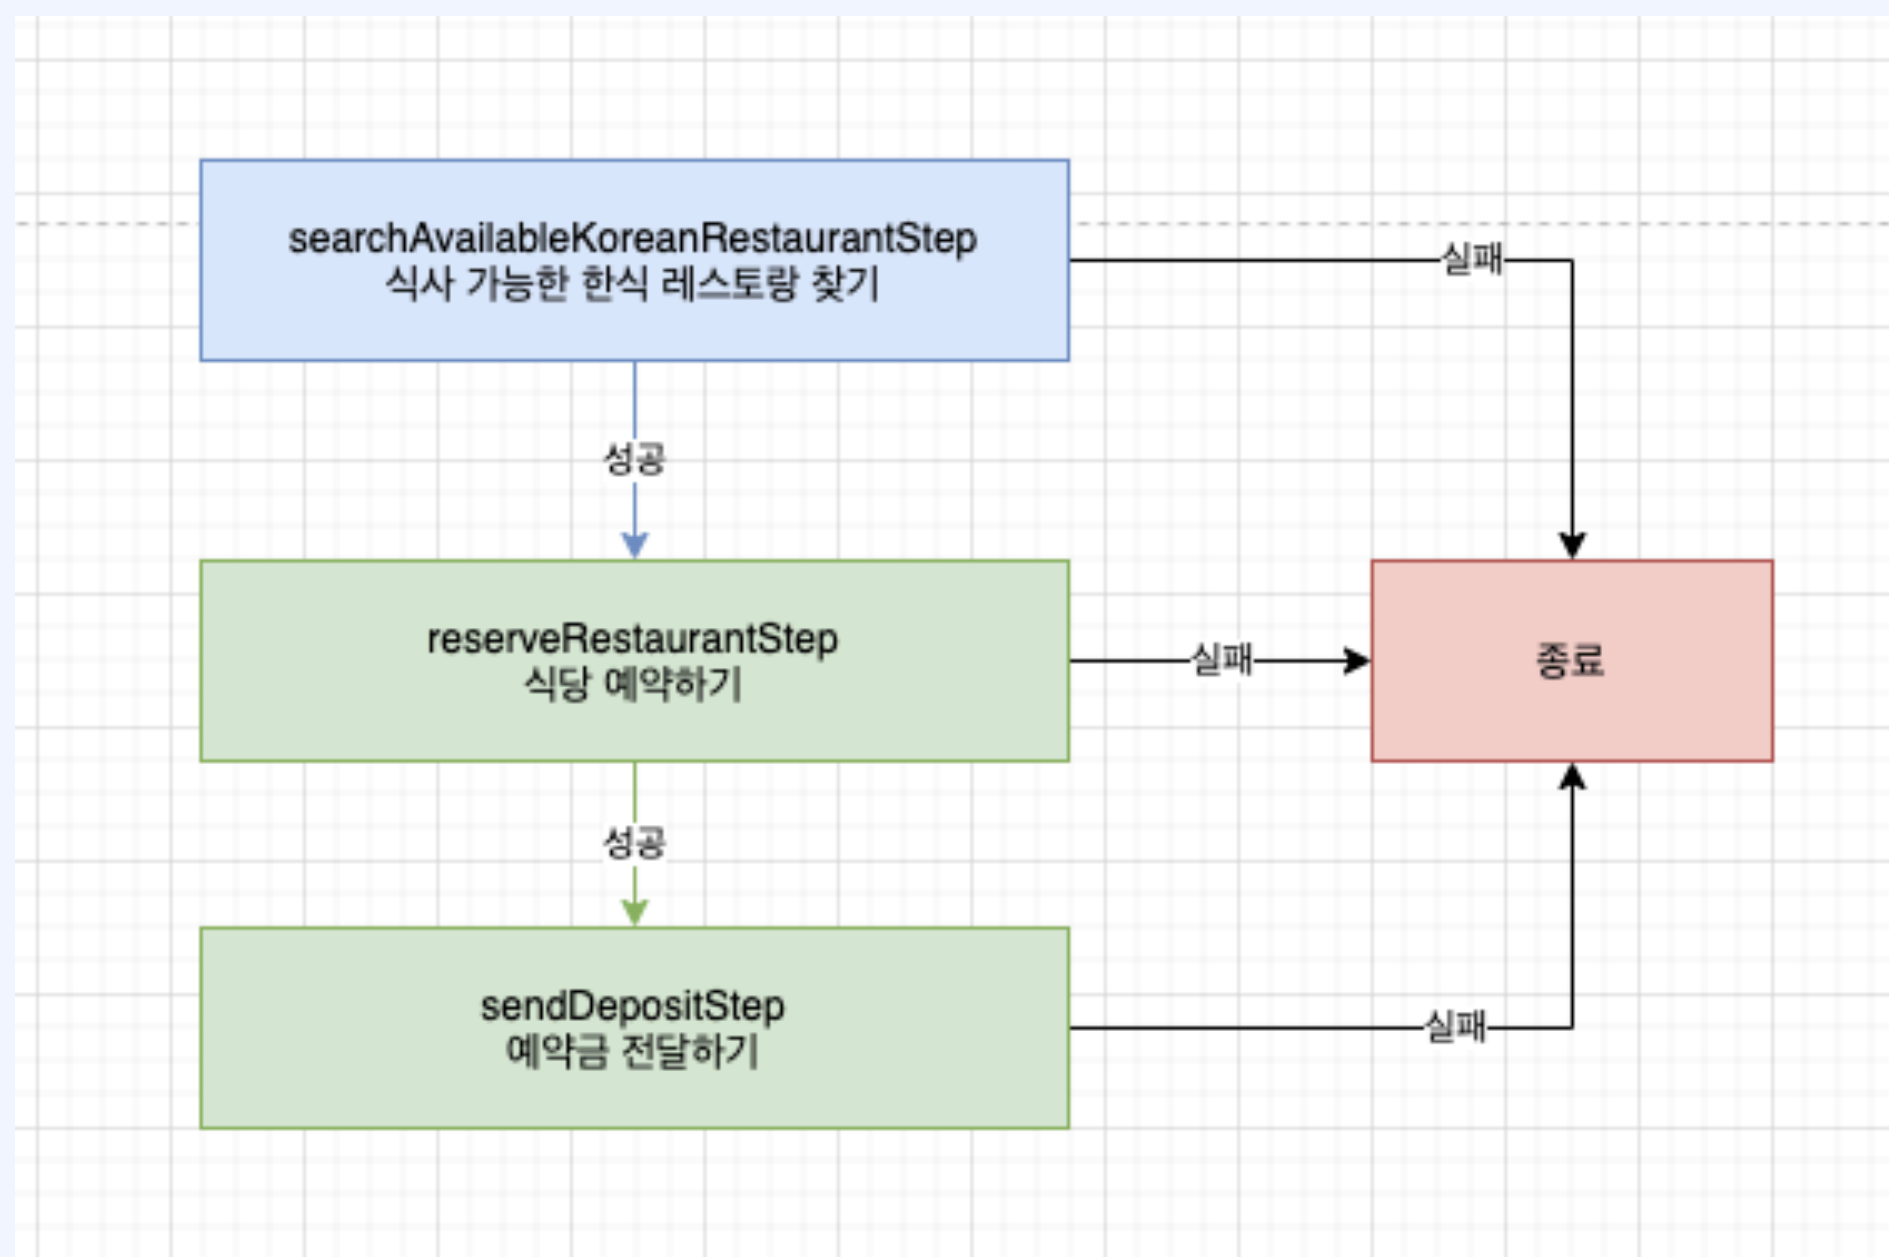 searchAvailableKoreanRestaurantStep
식사 가능한 한식 레스토랑 찾기
실패
성공
reserveRestaurantStep
식당 예약하기
실패
종료
성공
sendDepositStep
예약금 전달하기
실패